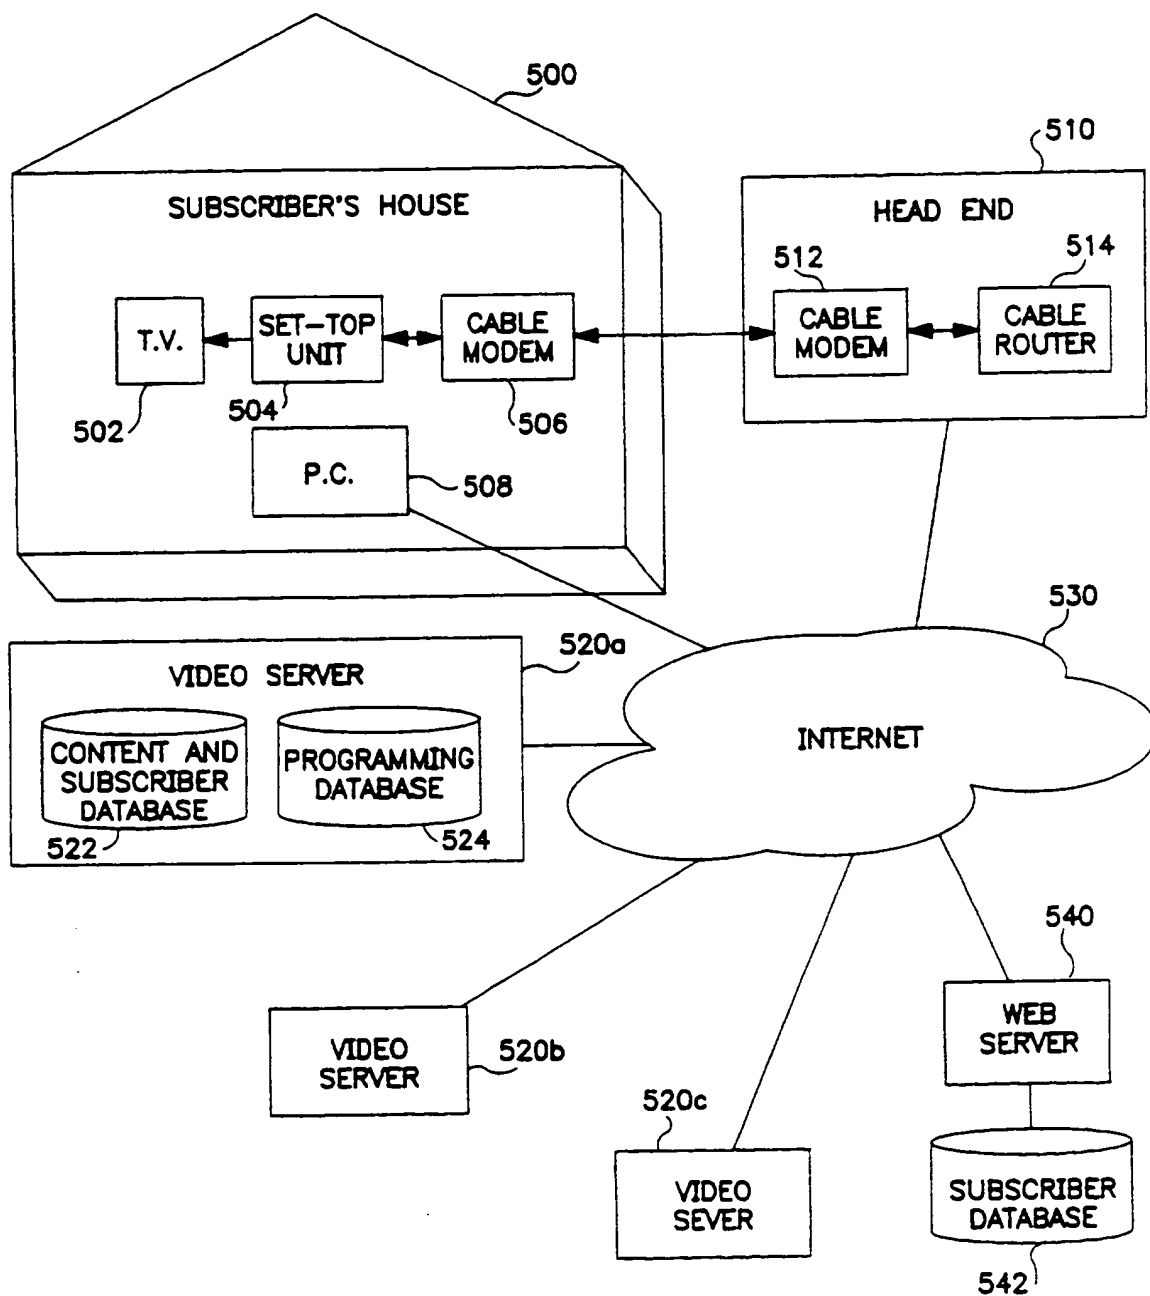 500
SUBSCRIBER'S HOUSE
T.V.
502
SET-TOP
UNIT
504
CABLE
MODEM
506
P.C.
508
510
HEAD END
512
CABLE
MODEM
514
CABLE
ROUTER
520a
VIDEO SERVER
CONTENT AND
SUBSCRIBER
DATABASE
522
PROGRAMMING
DATABASE
524
530
INTERNET
VIDEO
SERVER
520b
520c
VIDEO
SEVER
540
WEB
SERVER
SUBSCRIBER
DATABASE
542